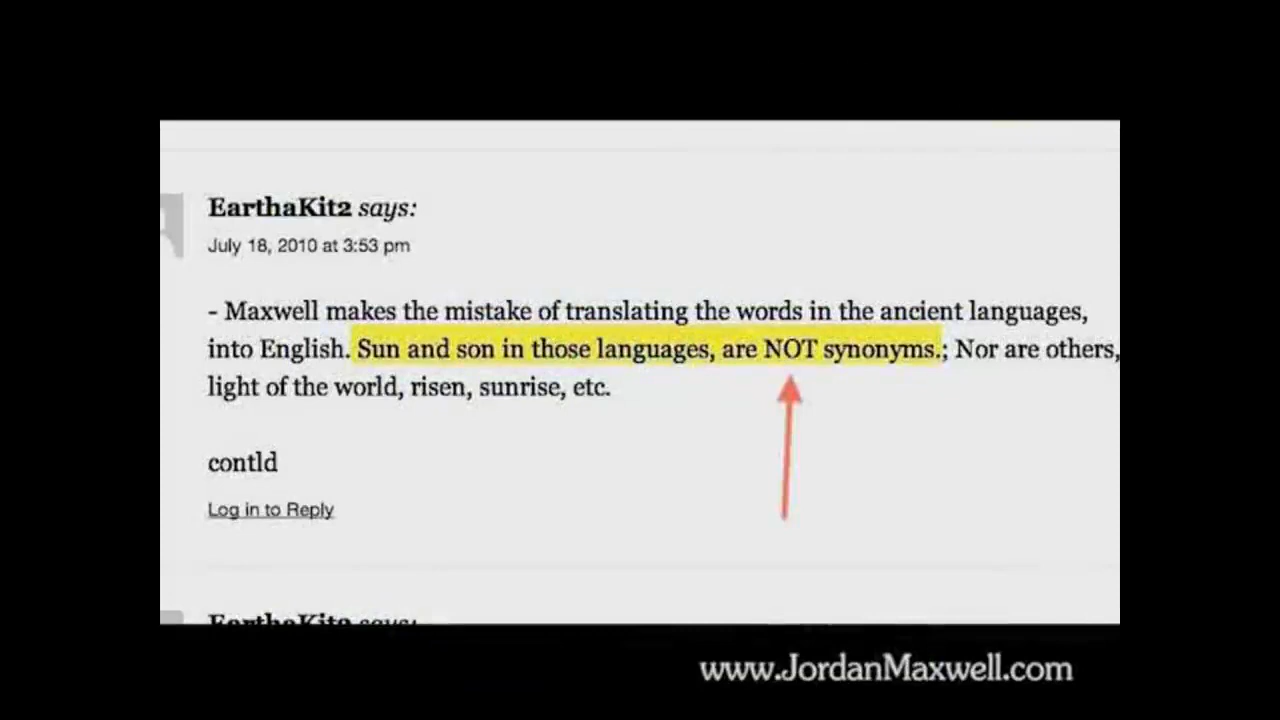 EarthaKit2 says:
July 18, 2010 at 3:53 pm
- Maxwell makes the mistake of translating the words in the ancient languages,
into English. Sun and son in those languages, are NOT synonyms.; Nor are others,
light of the world, risen, sunrise, etc.
contld
Log in to Reply
EarthaKit2 says:
www.JordanMaxwell.com